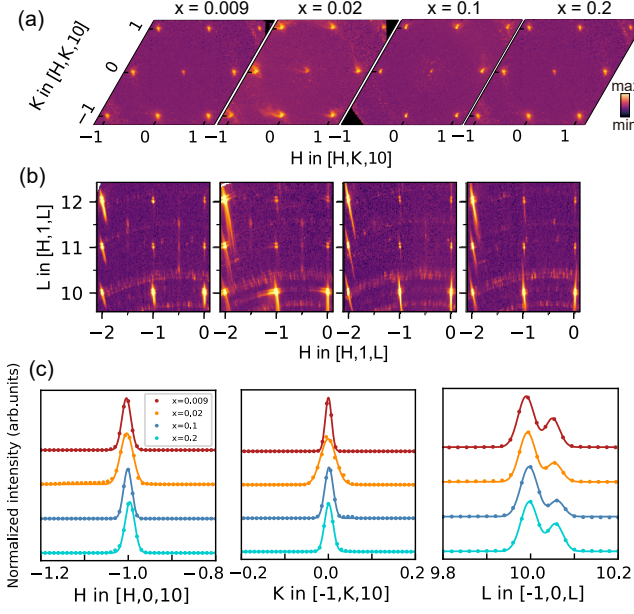 (a)
x = 0.009 x = 0.02 x = 0.1 x = 0.2
K in [H,K,10]
1
0
−1
−1 0 1 −1 0 1 −1 0 1 −1 0 1
H in [H,K,10]
max
min
(b)
L in [H,1,L]
12
11
10
−2 −1 0 −2 −1 0 −2 −1 0 −2 −1 0
H in [H,1,L]
(c)
Normalized intensity (arb.units)
x=0.009
x=0.02
x=0.1
x=0.2
−1.2 −1.0 −0.8 −0.2 0.0 0.2 9.8 10.0 10.2
H in [H,0,10] K in [-1,K,10] L in [-1,0,L]